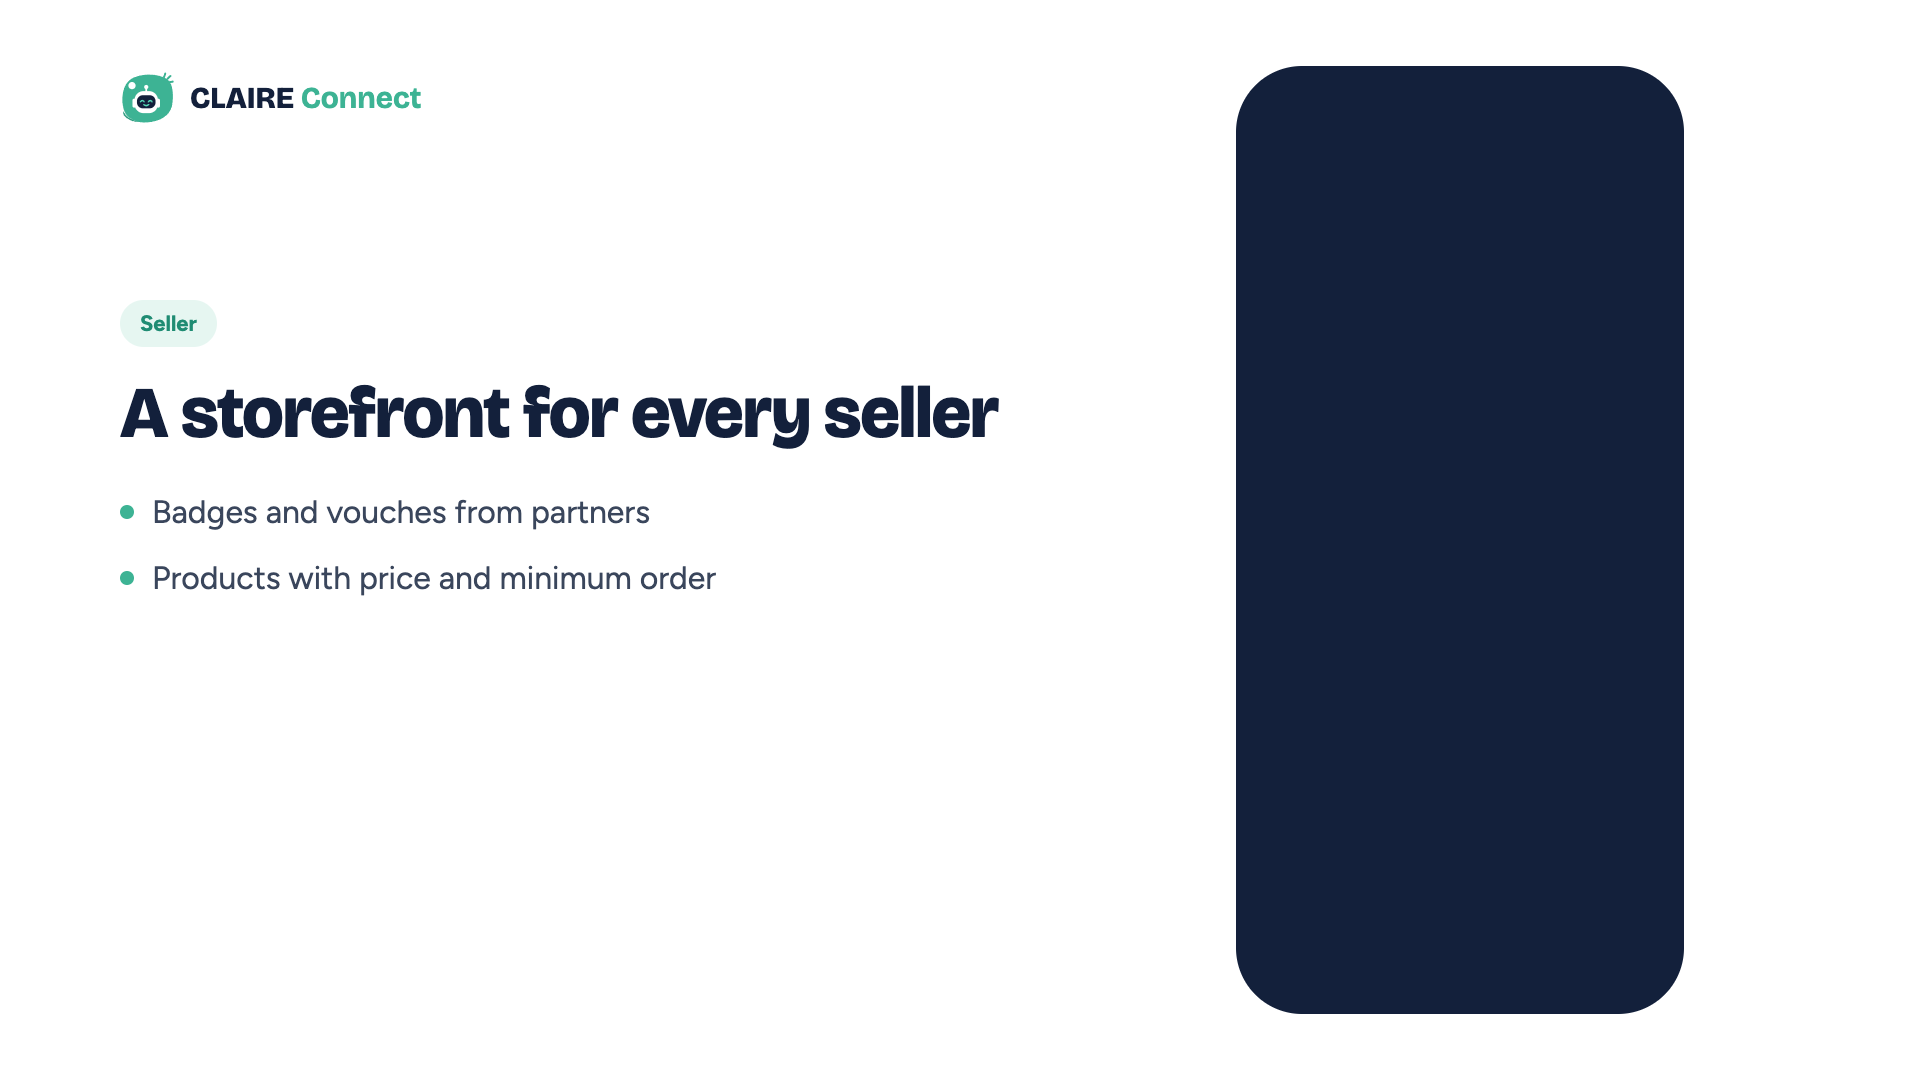 CLAIRE Connect
Seller
A storefront for every seller
Badges and vouches from partners
Products with price and minimum order